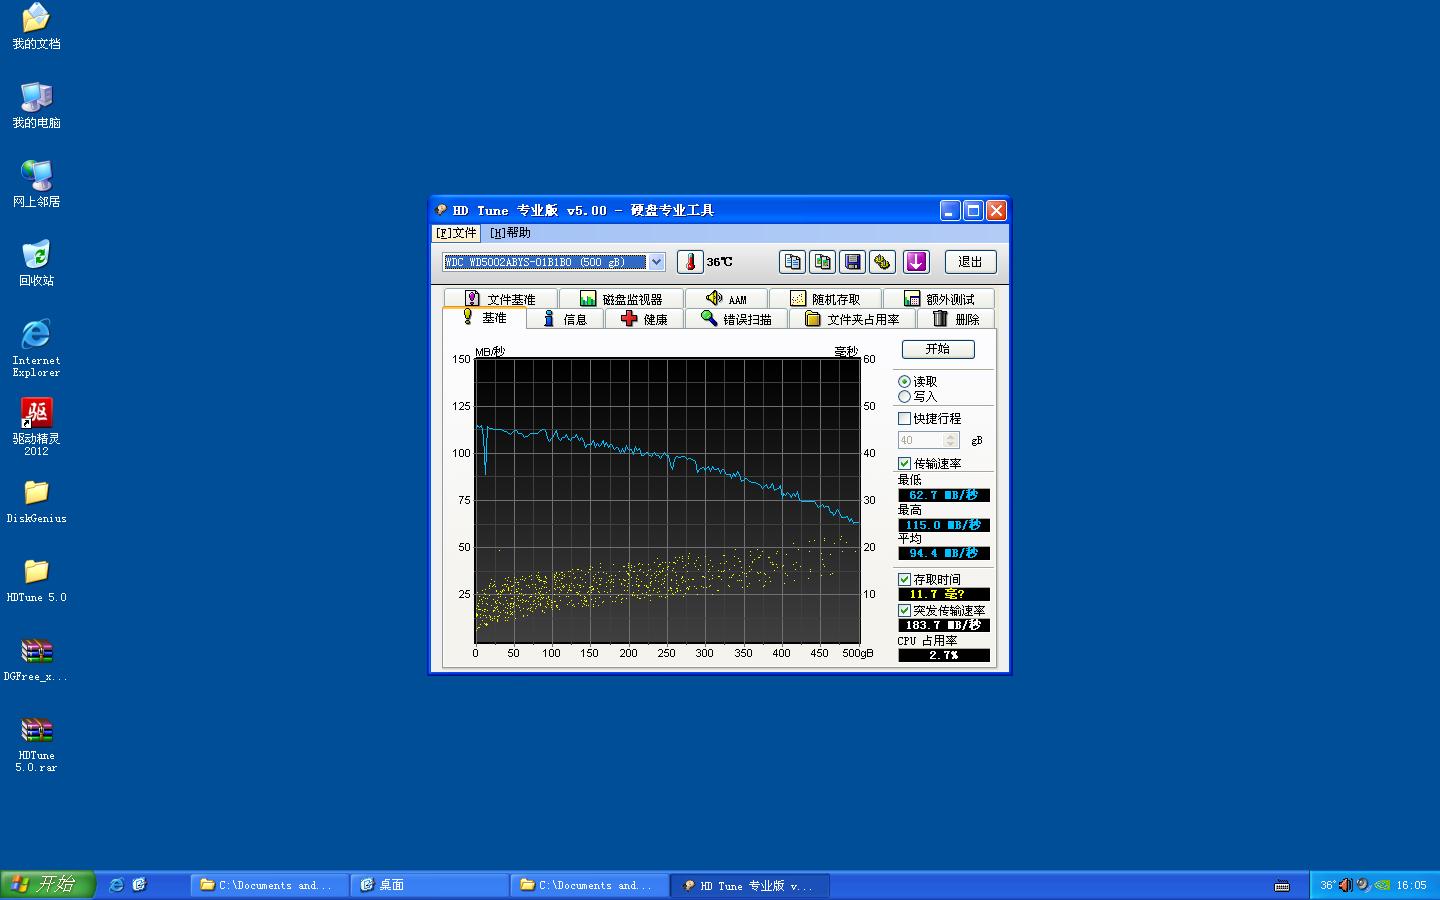 我的文档
我的电脑
网上邻居
回收站
Internet
Explorer
驱
驱动精灵
2012
DiskGenius
HDTune 5.0
DGFree_x...
HDTune
5.0.rar
HD Tune 专业版 v5.00 - 硬盘专业工具
[F]文件 [H]帮助
WDC WD5002ABYS-01B1B0 (500 gB)
36℃
退出
文件基准 磁盘监视器 AAM 随机存取 额外测试
基准 信息 健康 错误扫描 文件夹占用率 删除
MB/秒 毫秒
150
125
100
75
50
25
60
50
40
30
20
10
0 50 100 150 200 250 300 350 400 450 500gB
开始
读取
写入
快捷行程
40 gB
传输速率
最低
62.7 MB/秒
最高
115.0 MB/秒
平均
94.4 MB/秒
存取时间
11.7 毫?
突发传输速率
183.7 MB/秒
CPU 占用率
2.7%
开始
C:\Documents and...
桌面
C:\Documents and...
HD Tune 专业版 v...
36°
16:05